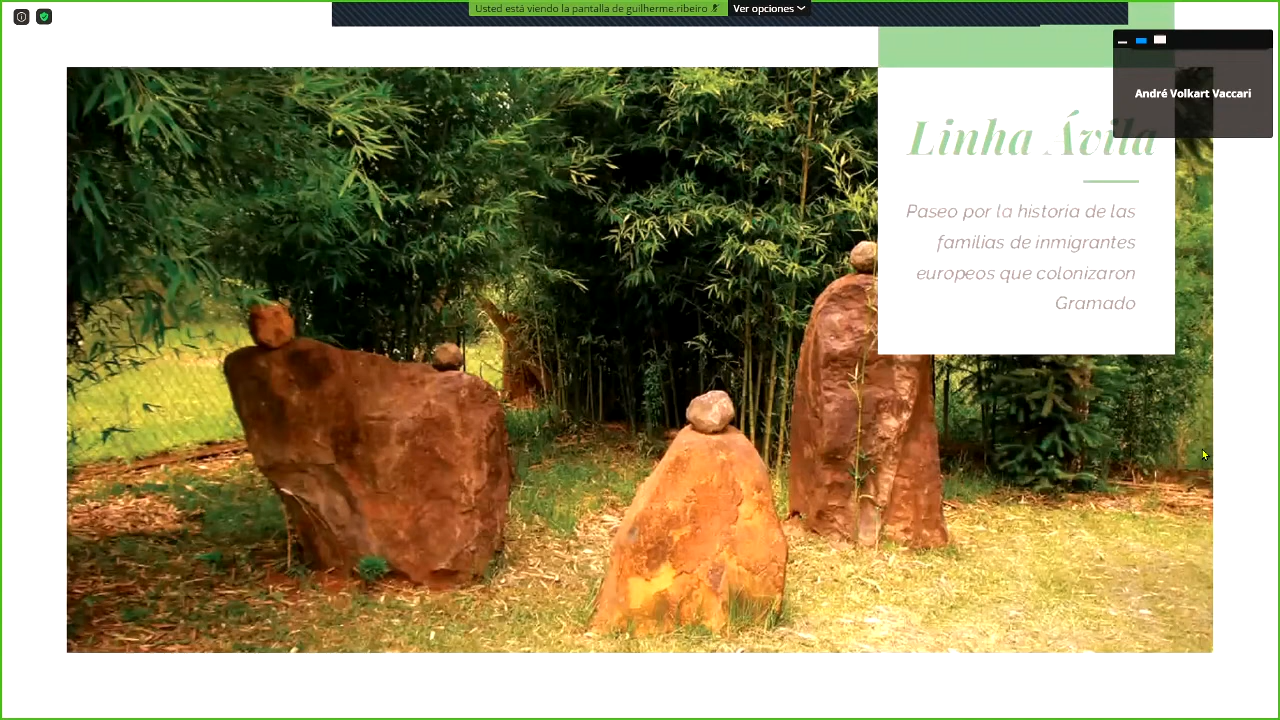 Usted está viendo la pantalla de guilherme.ribeiro
Ver opciones
André Volkart Vaccari
Linha Ávila
Paseo por la historia de las
familias de inmigrantes
europeos que colonizaron
Gramado